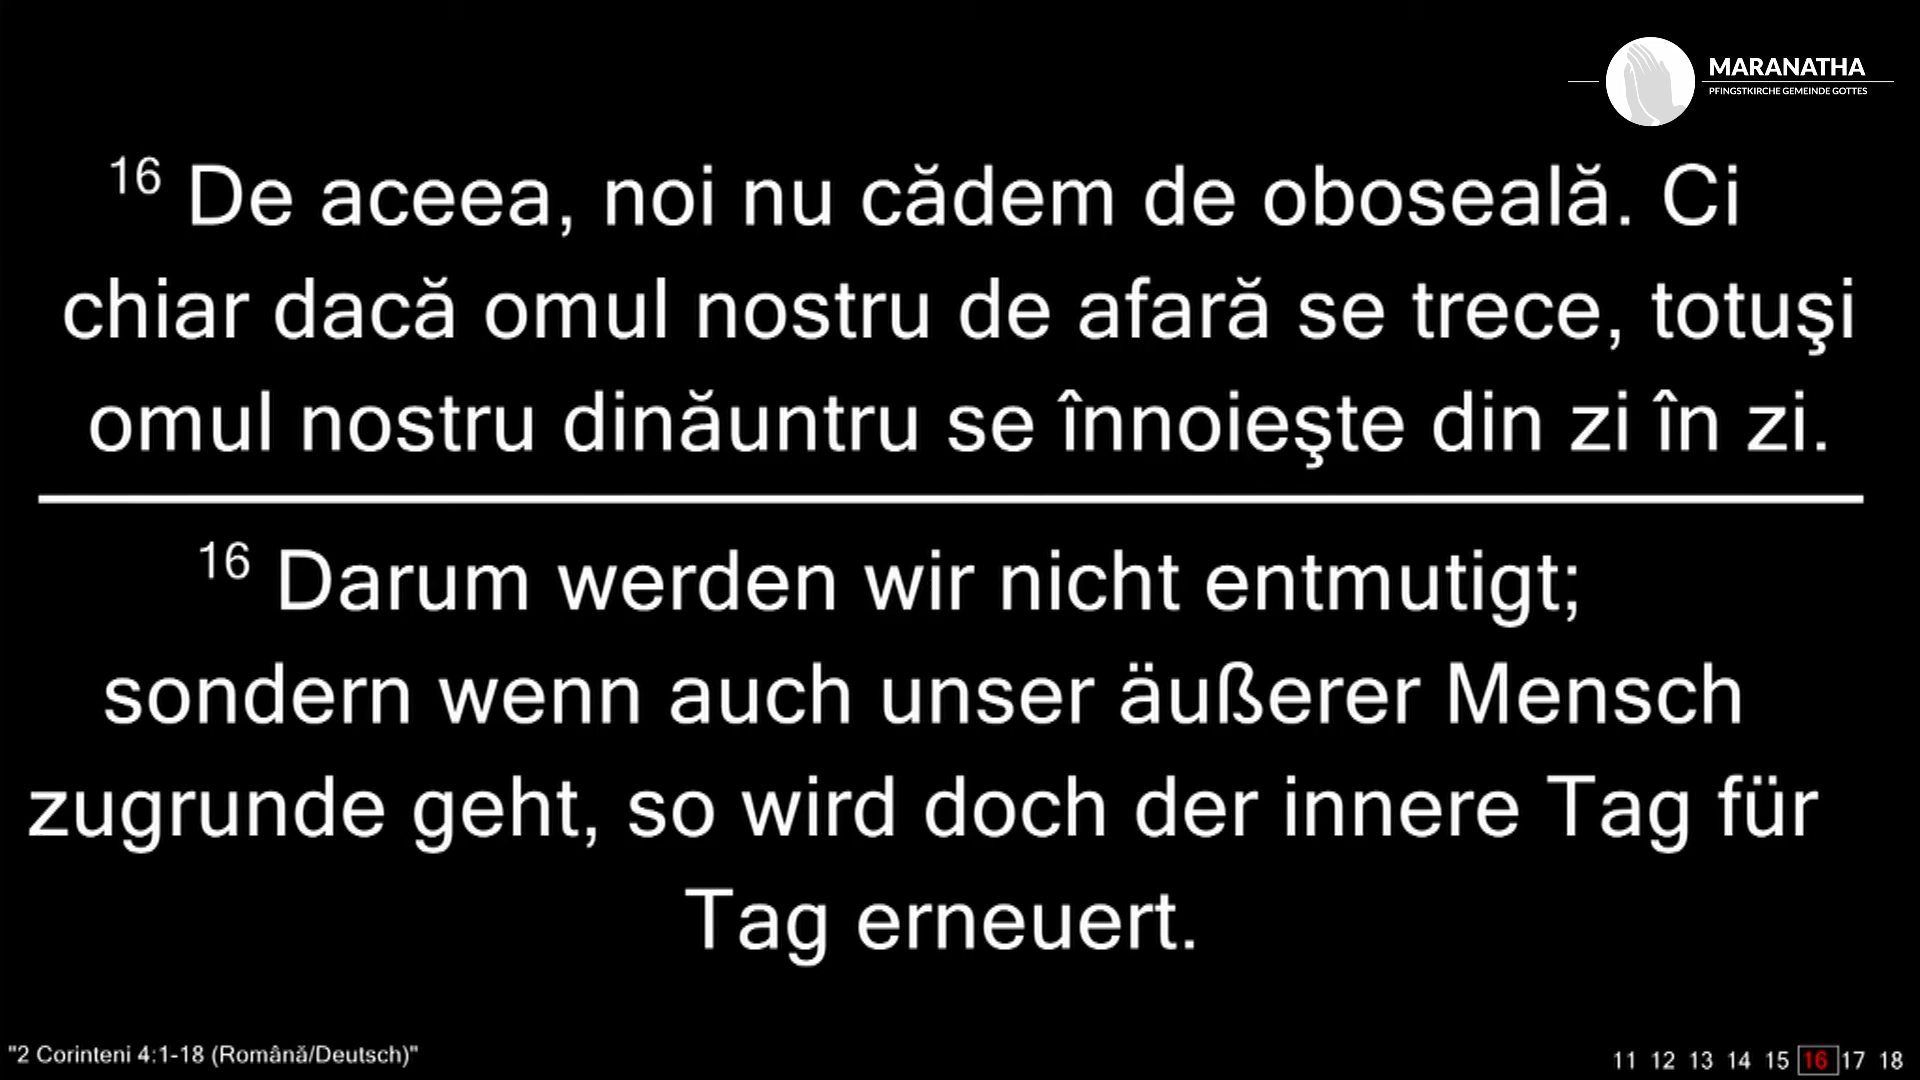 MARANATHA
PFINGSTKIRCHE GEMEINDE GOTTES
16 De aceea, noi nu cădem de oboseală. Ci
chiar dacă omul nostru de afară se trece, totuşi
omul nostru dinăuntru se înnoieşte din zi în zi.
16 Darum werden wir nicht entmutigt;
sondern wenn auch unser äußerer Mensch
zugrunde geht, so wird doch der innere Tag für
Tag erneuert.
"2 Corinteni 4:1-18 (Română/Deutsch)"
11 12 13 14 15 16 17 18